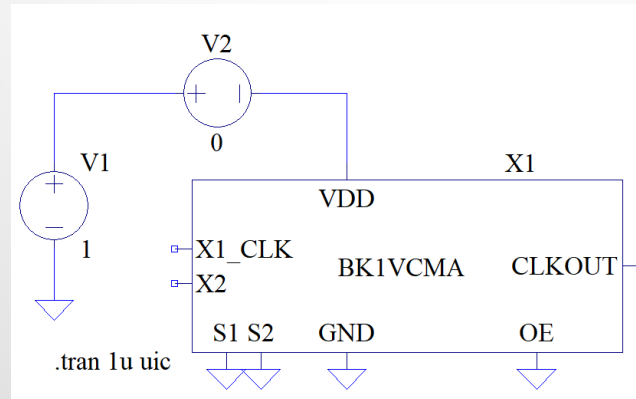 V2
0
V1
1
X1
VDD
X1_CLK
X2
BK1VCMA
CLKOUT
S1 S2 GND OE
.tran 1u uic